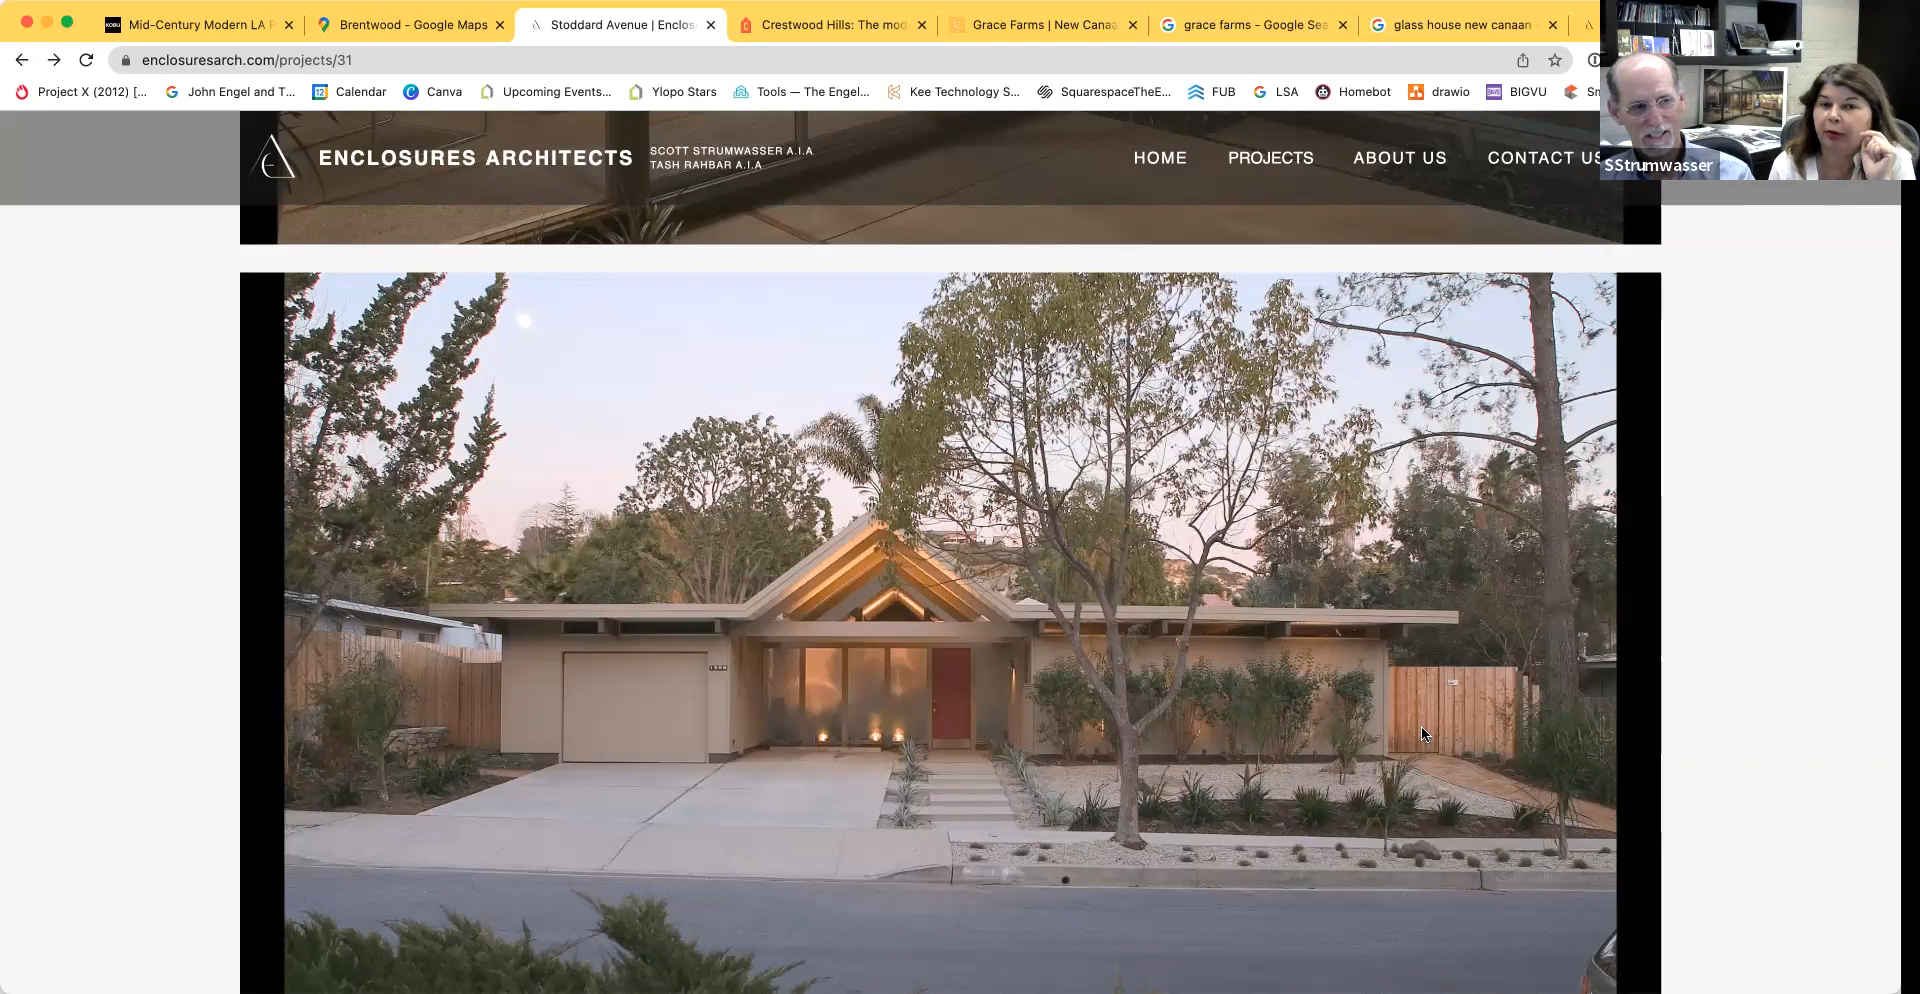 Mid-Century Modern LA
Brentwood - Google Maps
Stoddard Avenue | Enclos
Crestwood Hills: The mod
Grace Farms | New Canaa
grace farms - Google Sea
glass house new canaan
enclosuresarch.com/projects/31
Project X (2012) [...
John Engel and T...
Calendar
Canva
Upcoming Events...
Ylopo Stars
Tools — The Engel...
Kee Technology S...
SquarespaceTheE...
FUB
LSA
Homebot
drawio
BIGVU
Sm
ENCLOSURES ARCHITECTS
SCOTT STRUMWASSER A.I.A
TASH RAHBAR A.I.A
HOME
PROJECTS
ABOUT US
CONTACT US
SStrumwasser